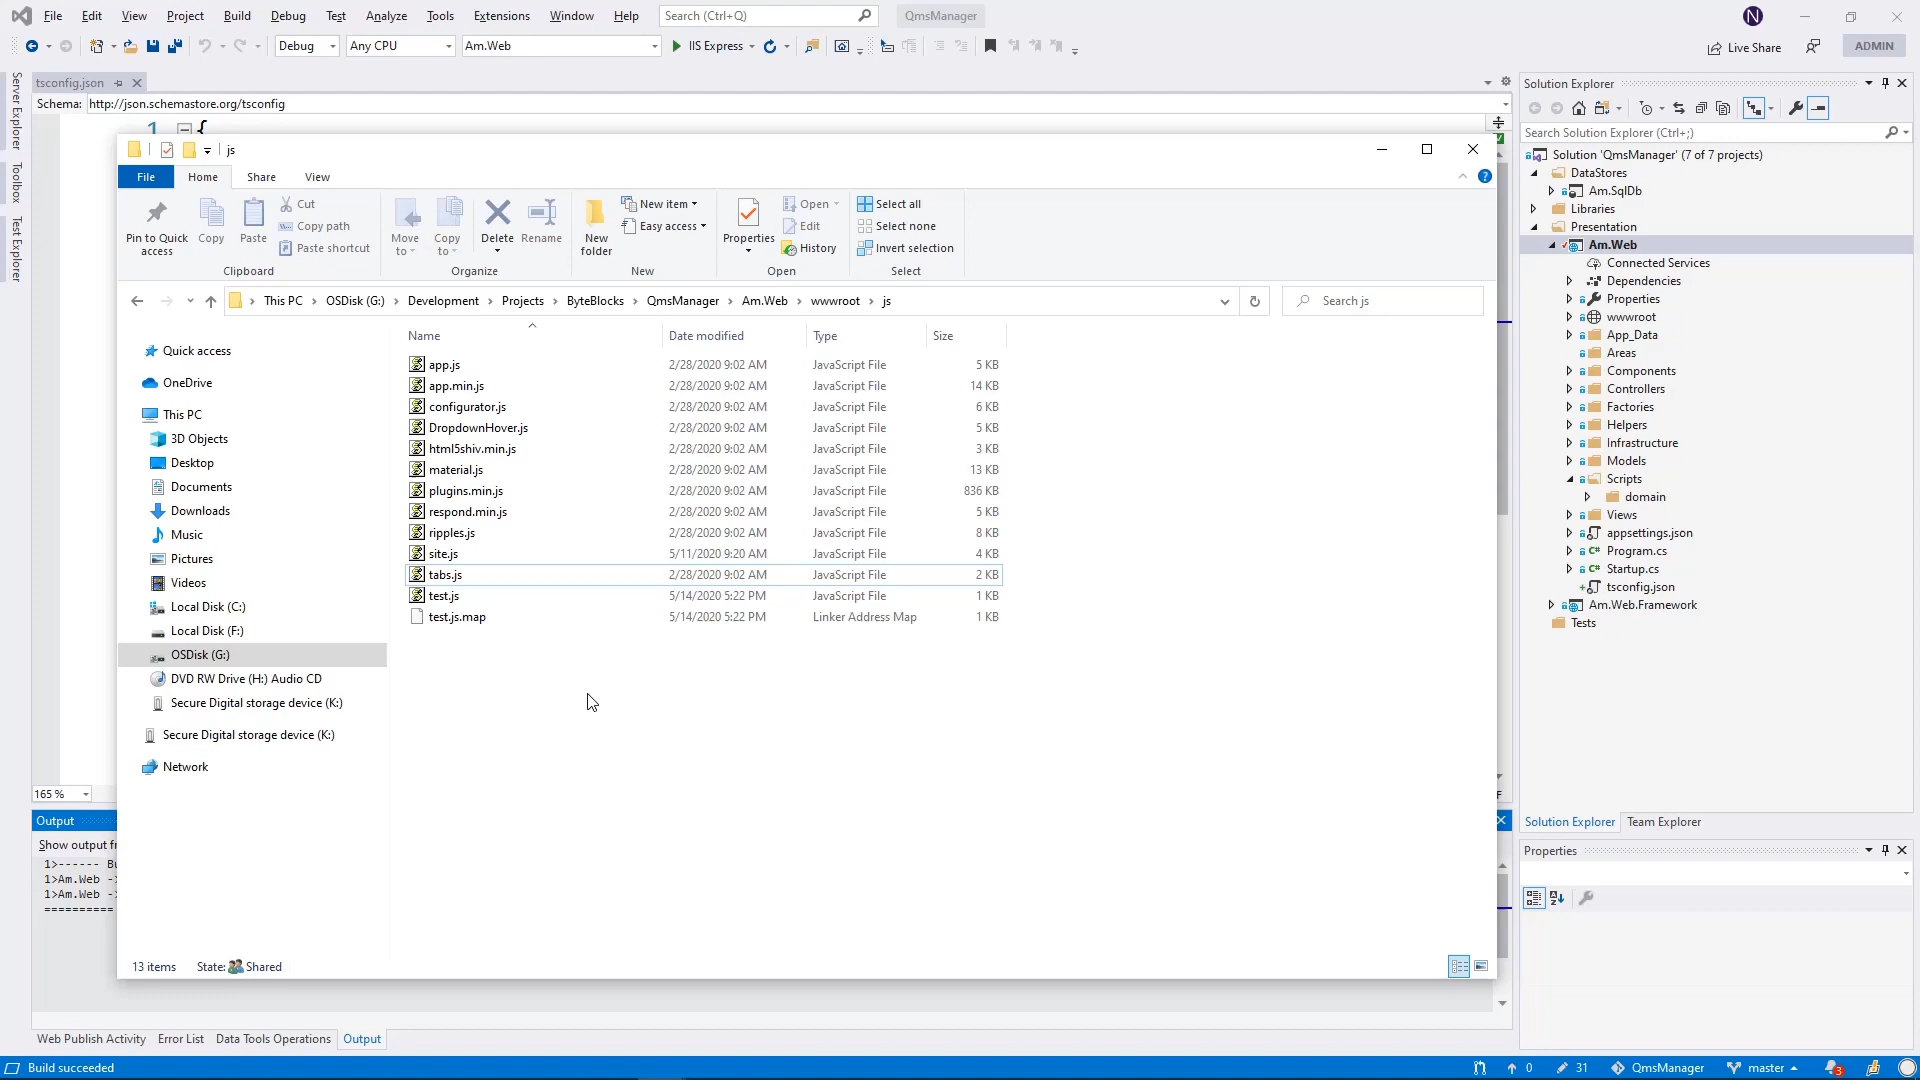 File Edit View Project Build Debug Test Analyze Tools Extensions Window Help Search (Ctrl+Q) QmsManager N
Debug Any CPU Am.Web IIS Express Live Share ADMIN
Server Explorer
Toolbox
Test Explorer
tsconfig.json
Schema: http://json.schemastore.org/tsconfig
1 {
js
File Home Share View
Pin to Quick access
Copy
Paste
Cut
Copy path
Paste shortcut
Clipboard
Move to
Copy to
Delete
Rename
Organize
New folder
New item
Easy access
New
Properties
Open
Edit
History
Open
Select all
Select none
Invert selection
Select
This PC OSDisk (G:) Development Projects ByteBlocks QmsManager Am.Web wwwroot js
Search js
Quick access
OneDrive
This PC
3D Objects
Desktop
Documents
Downloads
Music
Pictures
Videos
Local Disk (C:)
Local Disk (F:)
OSDisk (G:)
DVD RW Drive (H:) Audio CD
Secure Digital storage device (K:)
Secure Digital storage device (K:)
Network
Name Date modified Type Size
app.js 2/28/2020 9:02 AM JavaScript File 5 KB
app.min.js 2/28/2020 9:02 AM JavaScript File 14 KB
configurator.js 2/28/2020 9:02 AM JavaScript File 6 KB
DropdownHover.js 2/28/2020 9:02 AM JavaScript File 5 KB
html5shiv.min.js 2/28/2020 9:02 AM JavaScript File 3 KB
material.js 2/28/2020 9:02 AM JavaScript File 13 KB
plugins.min.js 2/28/2020 9:02 AM JavaScript File 836 KB
respond.min.js 2/28/2020 9:02 AM JavaScript File 5 KB
ripples.js 2/28/2020 9:02 AM JavaScript File 8 KB
site.js 5/11/2020 9:20 AM JavaScript File 4 KB
tabs.js 2/28/2020 9:02 AM JavaScript File 2 KB
test.js 5/14/2020 5:22 PM JavaScript File 1 KB
test.js.map 5/14/2020 5:22 PM Linker Address Map 1 KB
13 items State: Shared
165 %
Output
Show output
1>------
1>Am.Web
1>Am.Web
==========
Web Publish Activity Error List Data Tools Operations Output
Solution Explorer
Search Solution Explorer (Ctrl+;)
Solution 'QmsManager' (7 of 7 projects)
DataStores
Am.SqlDb
Libraries
Presentation
Am.Web
Connected Services
Dependencies
Properties
wwwroot
App_Data
Areas
Components
Controllers
Factories
Helpers
Infrastructure
Models
Scripts
domain
Views
appsettings.json
C# Program.cs
C# Startup.cs
tsconfig.json
Am.Web.Framework
Tests
Solution Explorer Team Explorer
Properties
Build succeeded 0 31 QmsManager master 3